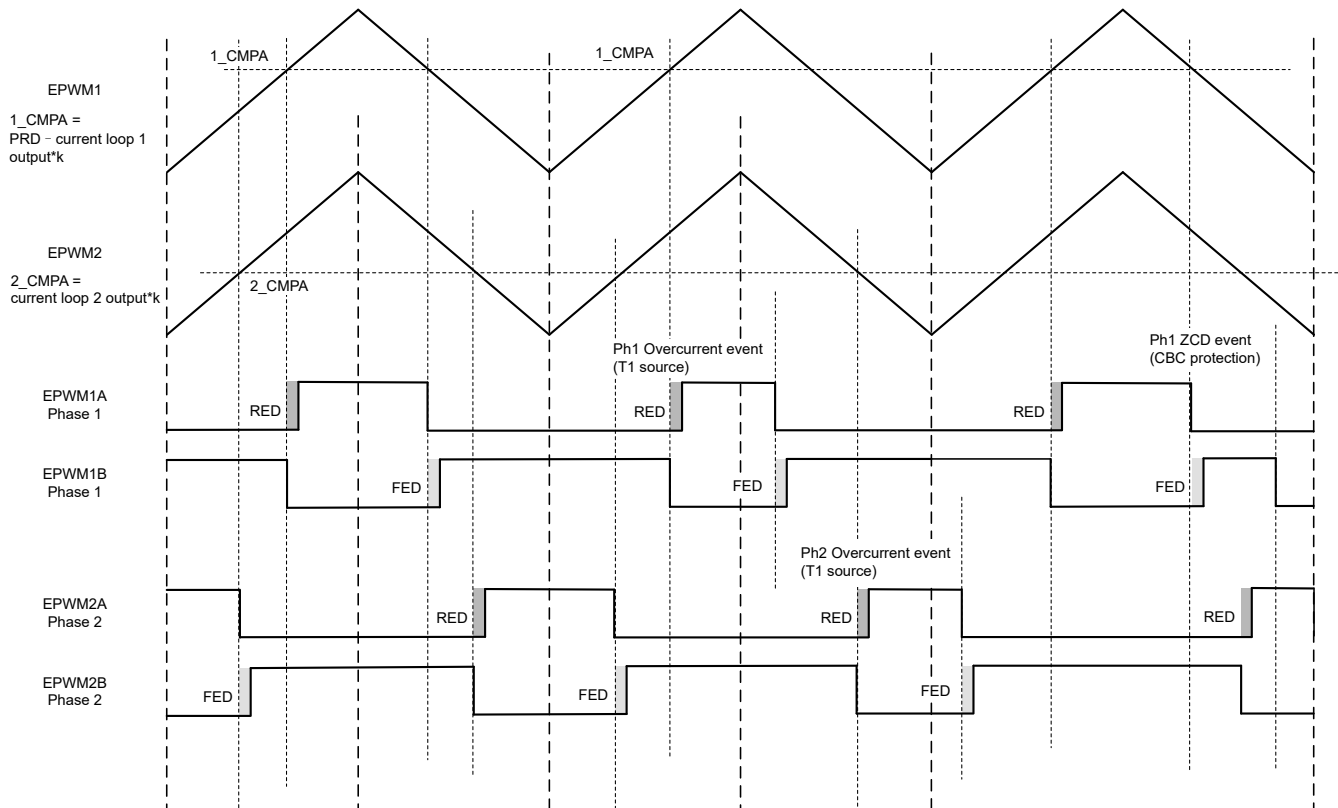 1_CMPA
1_CMPA
EPWM1
1_CMPA =
PRD - current loop 1
output*k
EPWM2
2_CMPA =
current loop 2 output*k
2_CMPA
Ph1 Overcurrent event
(T1 source)
Ph1 ZCD event
(CBC protection)
EPWM1A
Phase 1
RED
RED
RED
EPWM1B
Phase 1
FED
FED
FED
Ph2 Overcurrent event
(T1 source)
EPWM2A
Phase 2
RED
RED
RED
EPWM2B
Phase 2
FED
FED
FED